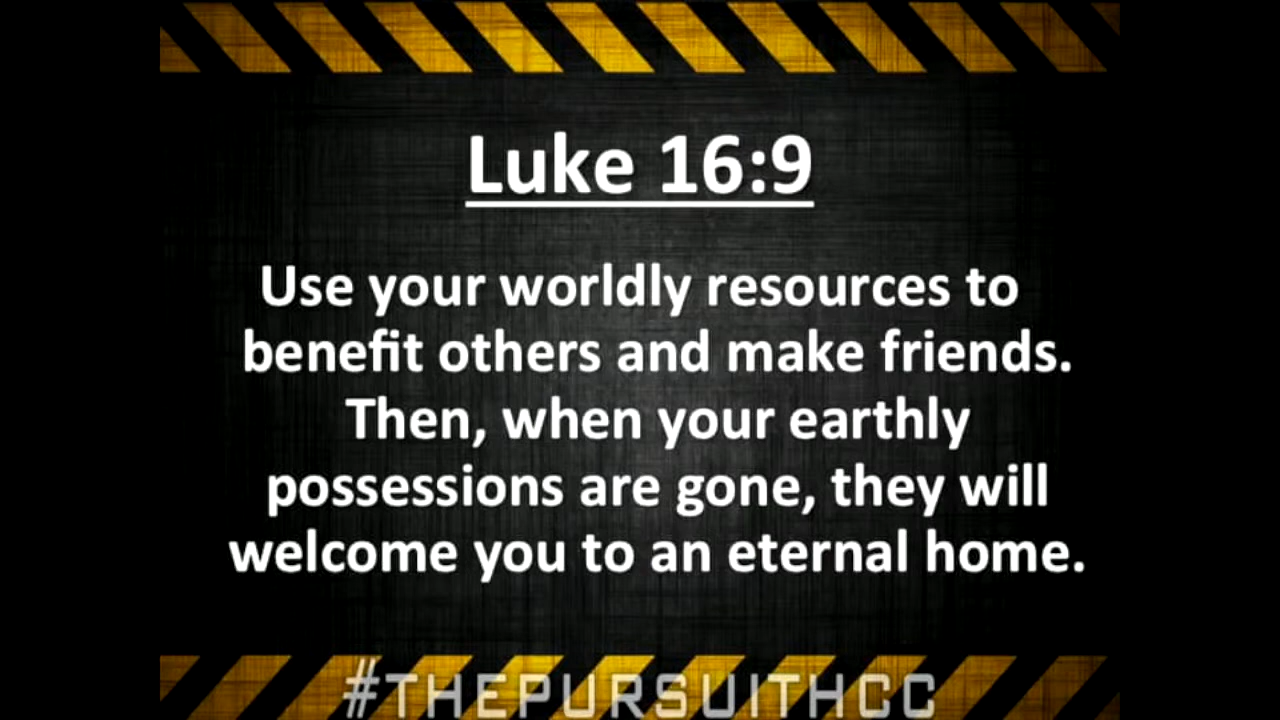 Luke 16:9
Use your worldly resources to
benefit others and make friends.
Then, when your earthly
possessions are gone, they will
welcome you to an eternal home.
#THEPURSUITHCC